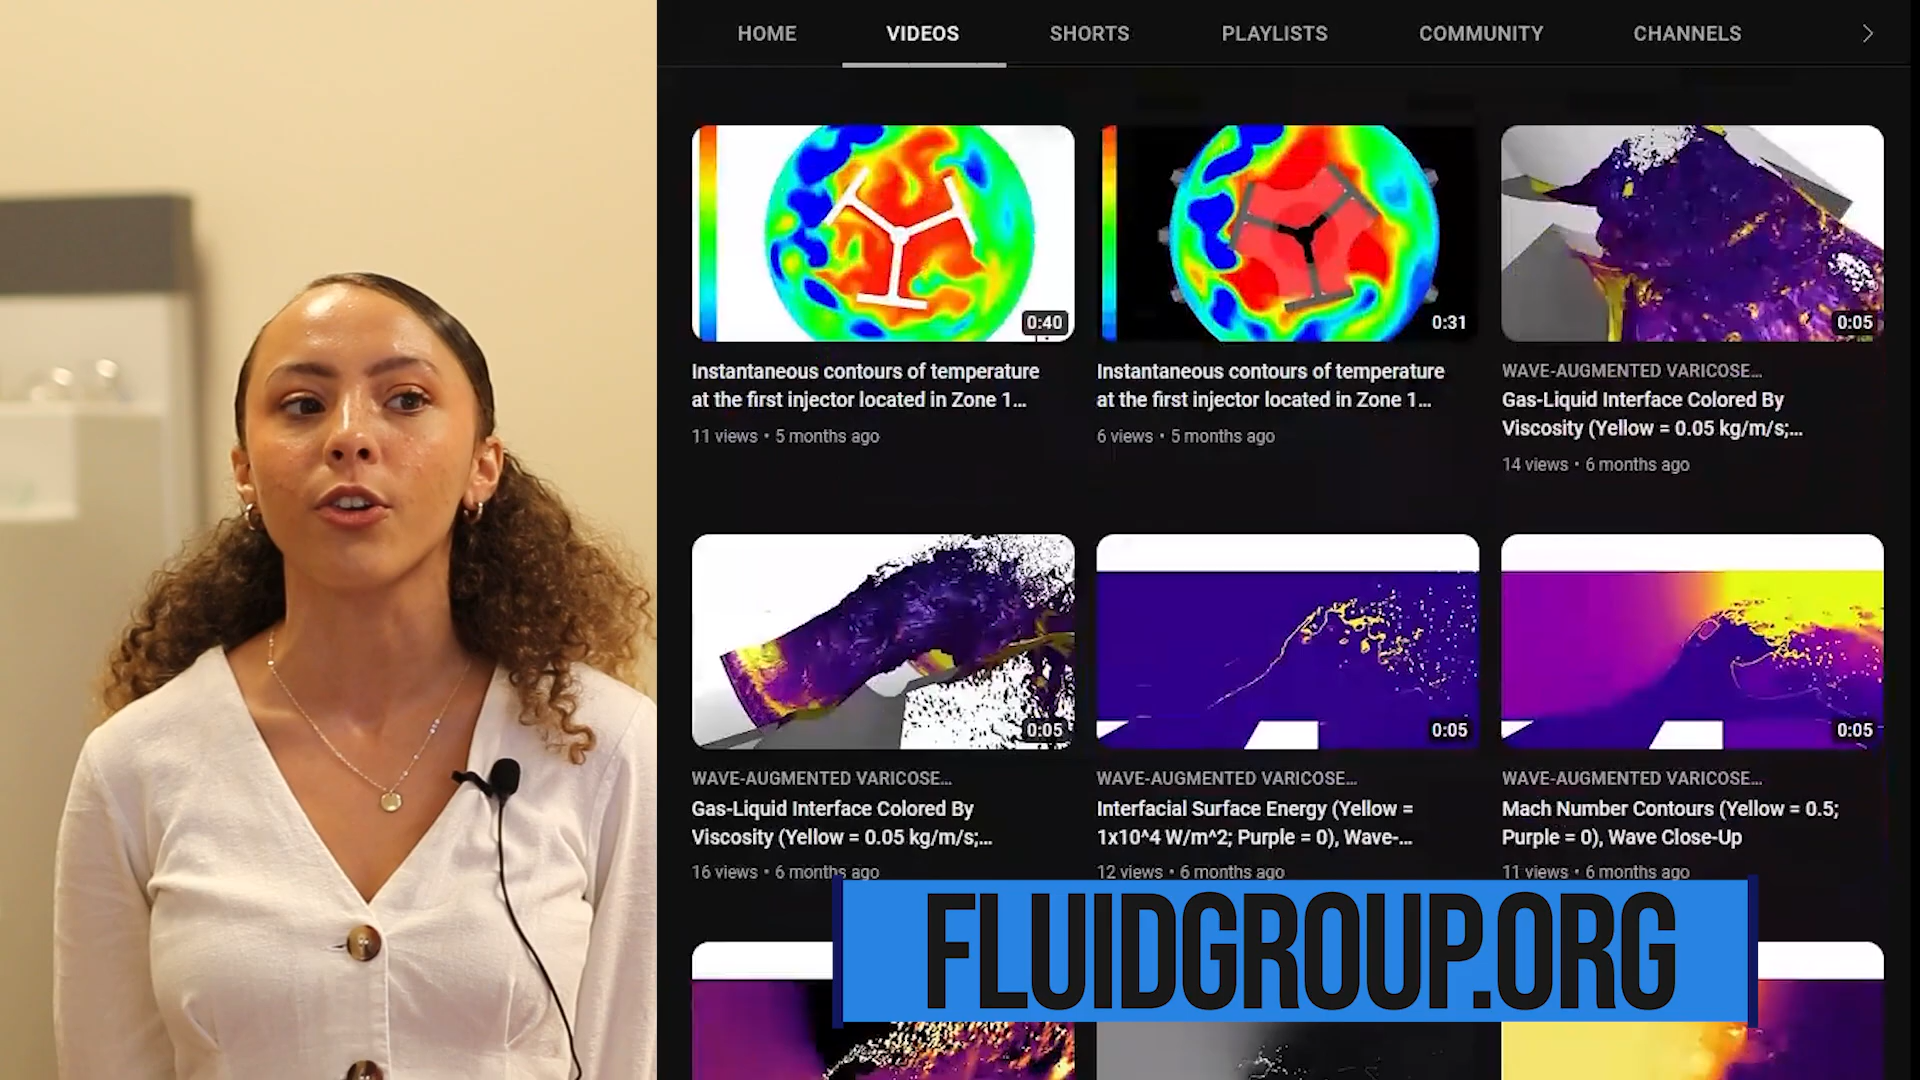 HOME VIDEOS SHORTS PLAYLISTS COMMUNITY CHANNELS
0:40
Instantaneous contours of temperature
at the first injector located in Zone 1...
11 views • 5 months ago
0:31
Instantaneous contours of temperature
at the first injector located in Zone 1...
6 views • 5 months ago
0:05
WAVE-AUGMENTED VARICOSE...
Gas-Liquid Interface Colored By
Viscosity (Yellow = 0.05 kg/m/s;...
14 views • 6 months ago
0:05
WAVE-AUGMENTED VARICOSE...
Gas-Liquid Interface Colored By
Viscosity (Yellow = 0.05 kg/m/s;...
16 views • 6 months ago
0:05
WAVE-AUGMENTED VARICOSE...
Interfacial Surface Energy (Yellow =
1x10^4 W/m^2; Purple = 0), Wave-...
12 views • 6 months ago
0:05
WAVE-AUGMENTED VARICOSE...
Mach Number Contours (Yellow = 0.5;
Purple = 0), Wave Close-Up
11 views • 6 months ago
FLUIDGROUP.ORG